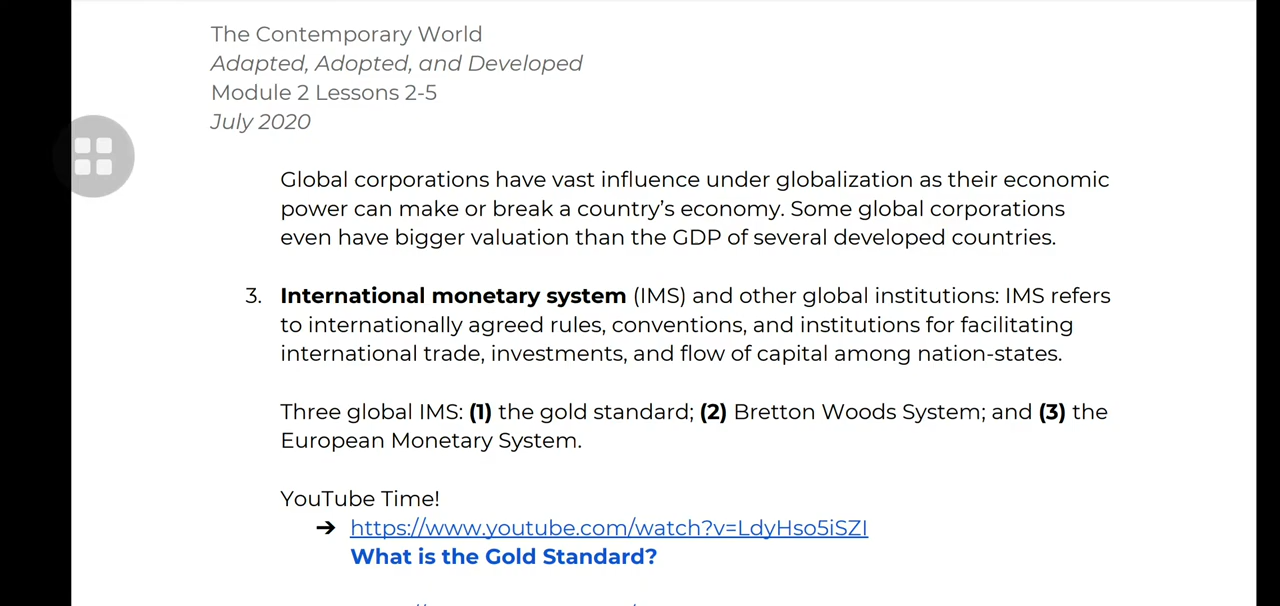 The Contemporary World
Adapted, Adopted, and Developed
Module 2 Lessons 2-5
July 2020
Global corporations have vast influence under globalization as their economic
power can make or break a country’s economy. Some global corporations
even have bigger valuation than the GDP of several developed countries.
3. International monetary system (IMS) and other global institutions: IMS refers
to internationally agreed rules, conventions, and institutions for facilitating
international trade, investments, and flow of capital among nation-states.
Three global IMS: (1) the gold standard; (2) Bretton Woods System; and (3) the
European Monetary System.
YouTube Time!
➔ https://www.youtube.com/watch?v=LdyHso5iSZI
What is the Gold Standard?